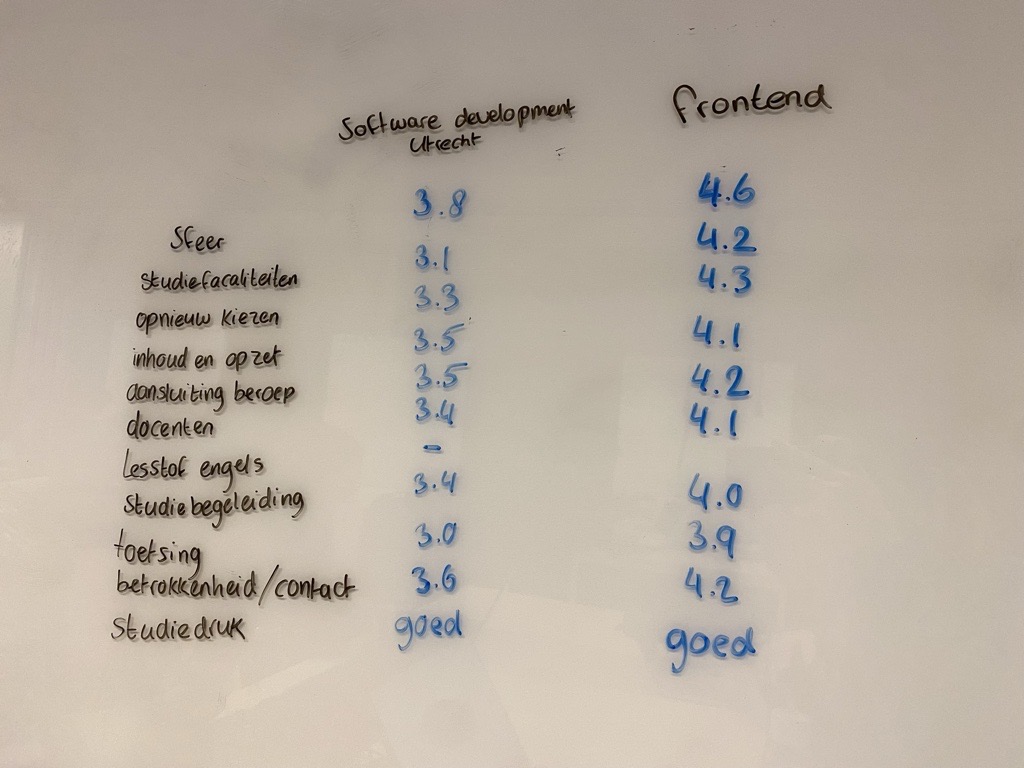 Software development frontend
Utrecht
Sfeer 3.8 4.6
studiefacaliteiten 3.1 4.2
opnieuw kiezen 3.3 4.3
inhoud en opzet 3.5 4.1
aansluiting beroep 3.5 4.2
docenten 3.4 4.1
Lesstof engels -
studiebegeleiding 3.4 4.0
toetsing 3.0 3.9
betrokkenheid/contact 3.6 4.2
studiedruk goed goed